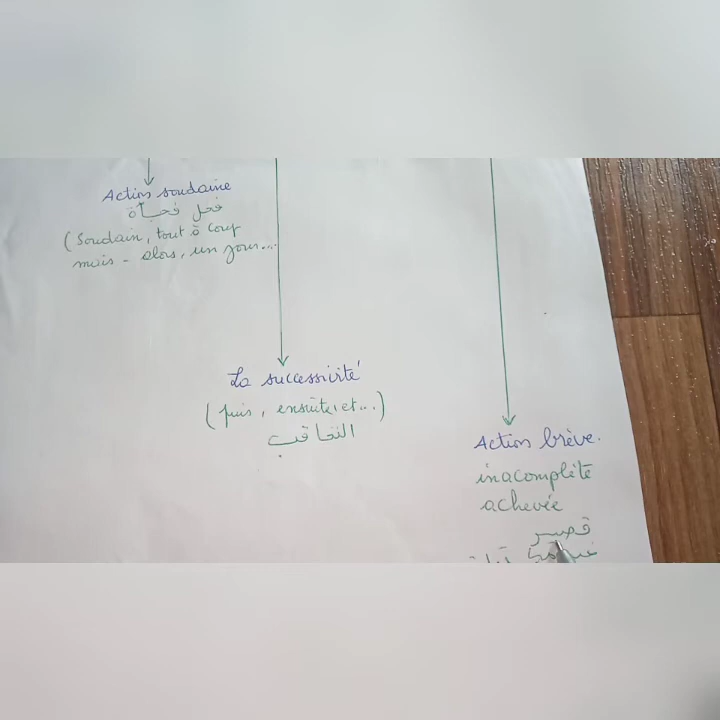 Action soudaine
فعل فجأة
(Soudain, tout à coup
mais - alors, un jour...
La successivité
(puis, ensuite, et...)
التعاقب
Action brève.
inacomplète
achevée
قصير